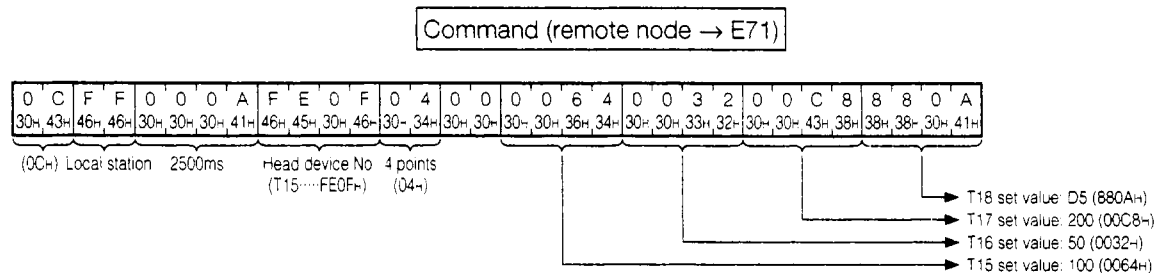 Command (remote node → E71)
0 C F F 0 0 0 A F E 0 F 0 4 0 0 0 0 6 4 0 0 3 2 0 0 C 8 8 8 0 A
30H 43H 46H 46H 30H 30H 30H 41H 46H 45H 30H 46H 30H 34H 30H 30H 30H 30H 36H 34H 30H 30H 33H 32H 30H 30H 43H 38H 38H 38H 30H 41H
(0CH) Local station 2500ms Head device No 4 points
(T15·····FE0FH) (04H)
T18 set value: D5 (880AH)
T17 set value: 200 (00C8H)
T16 set value: 50 (0032H)
T15 set value: 100 (0064H)